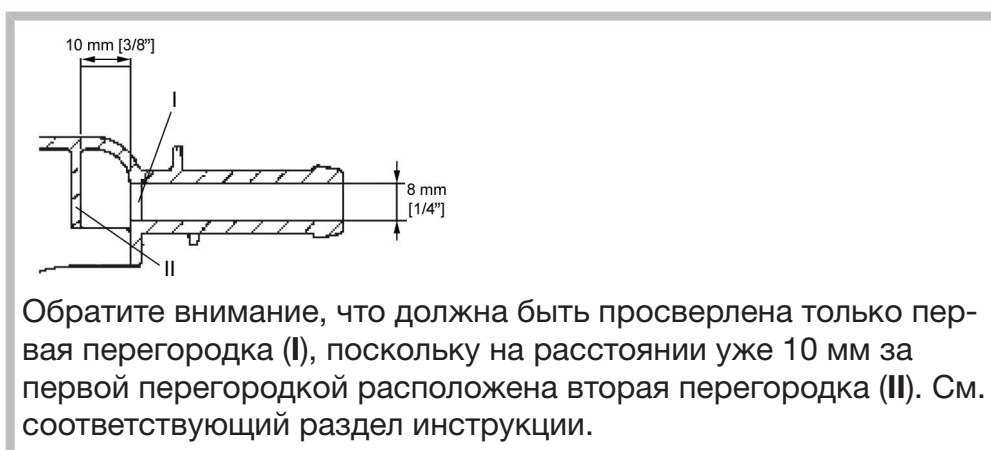 10 mm [3/8”]
I
8 mm
[1/4”]
II
Обратите внимание, что должна быть просверлена только пер-
вая перегородка (I), поскольку на расстоянии уже 10 мм за
первой перегородкой расположена вторая перегородка (II). См.
соответствующий раздел инструкции.